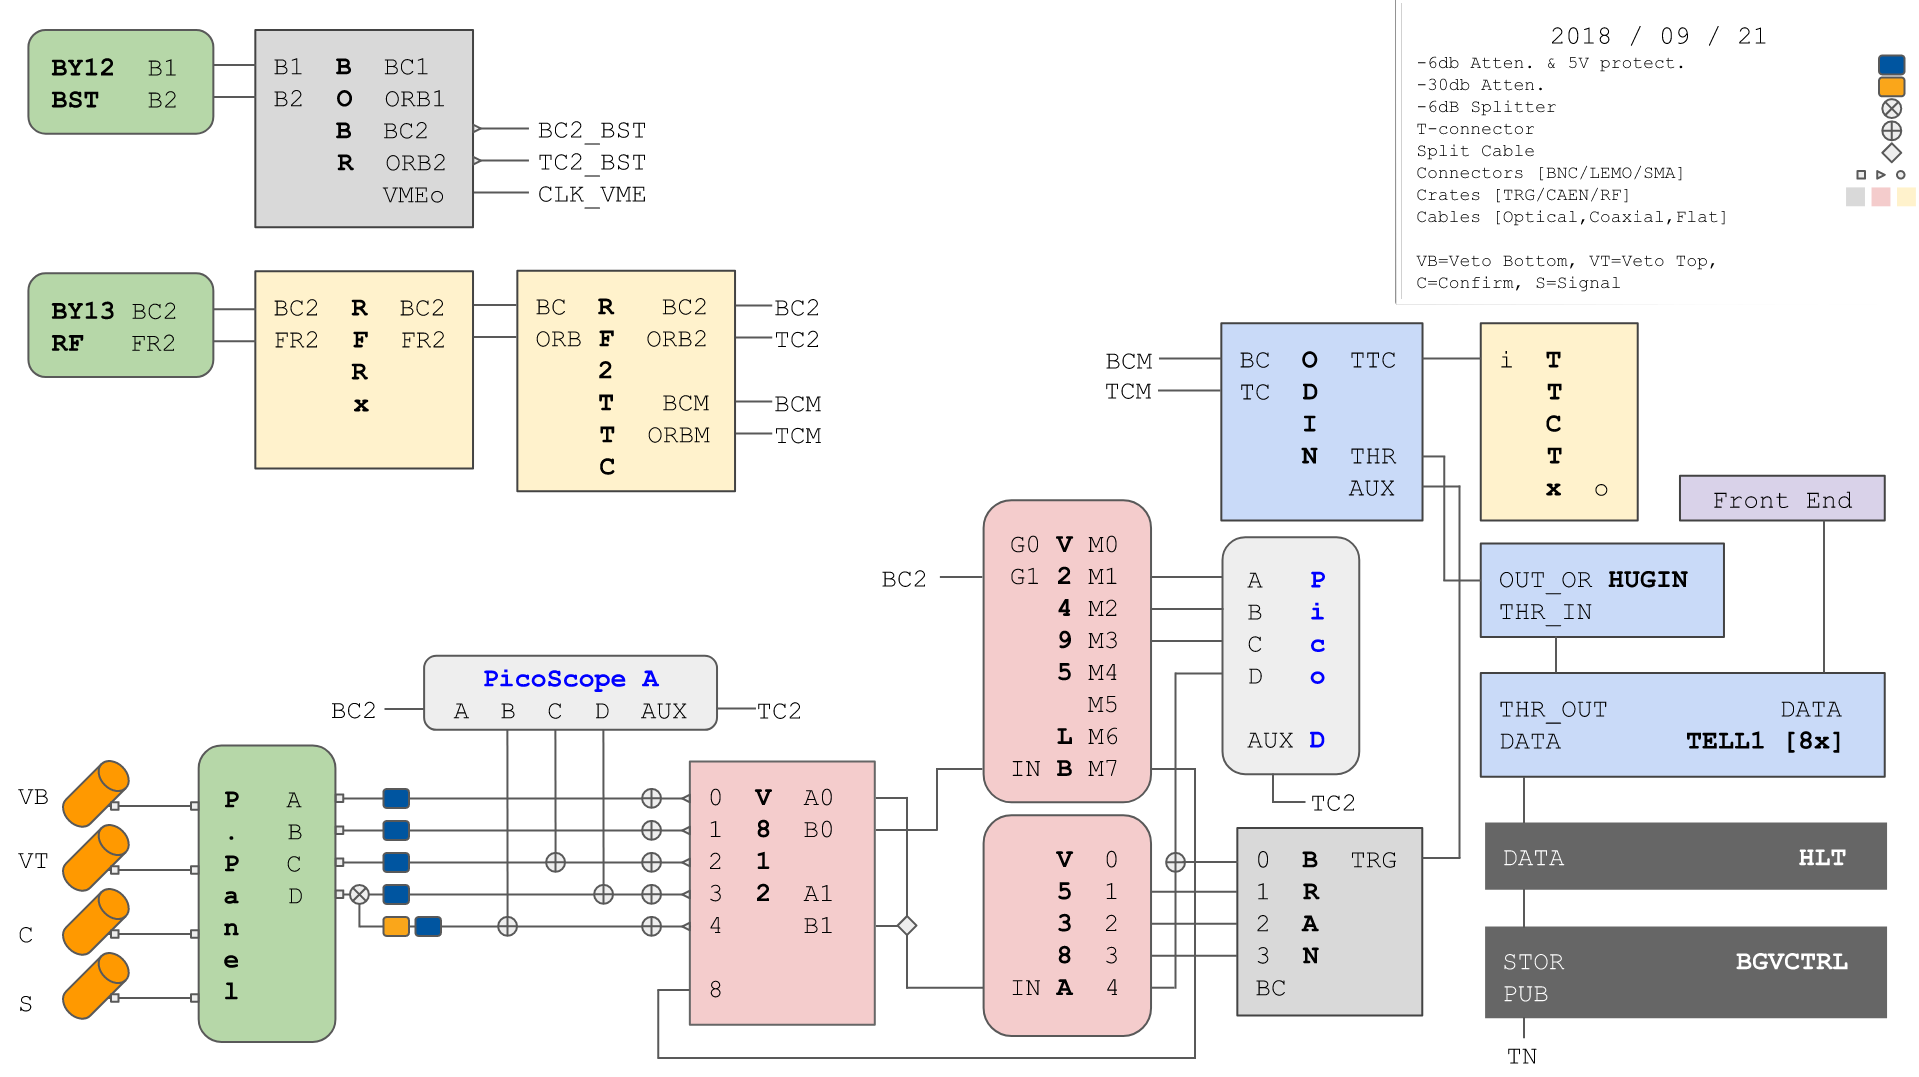 2018 / 09 / 21
-6db Atten. & 5V protect.
-30db Atten.
-6dB Splitter
T-connector
Split Cable
Connectors [BNC/LEMO/SMA]
Crates [TRG/CAEN/RF]
Cables [Optical,Coaxial,Flat]
VB=Veto Bottom, VT=Veto Top,
C=Confirm, S=Signal
BY12 B1
BST B2
B1 B BC1
B2 O ORB1
B BC2
R ORB2
VMEo
BC2_BST
TC2_BST
CLK_VME
BY13 BC2
RF FR2
BC2 R BC2
FR2 F FR2
R
x
BC R BC2
ORB F ORB2
2
T BCM
T ORBM
C
BC2
TC2
BCM
TCM
BCM
TCM
BC O TTC
TC D
I
N THR
AUX
i T
T
C
T
x o
Front End
OUT_OR HUGIN
THR_IN
THR_OUT DATA
DATA TELL1 [8x]
DATA HLT
STOR BGVCTRL
PUB
TN
BC2
G0 V M0
G1 2 M1
4 M2
9 M3
5 M4
M5
L M6
IN B M7
A P
B i
C c
D o
AUX D
TC2
PicoScope A
BC2
A B C D AUX
TC2
VB
VT
C
S
P A
. B
P C
a D
n
e
l
0 V A0
1 8 B0
2 1
3 2 A1
4 B1
8
V 0
5 1
3 2
8 3
IN A 4
0 B TRG
1 R
2 A
3 N
BC